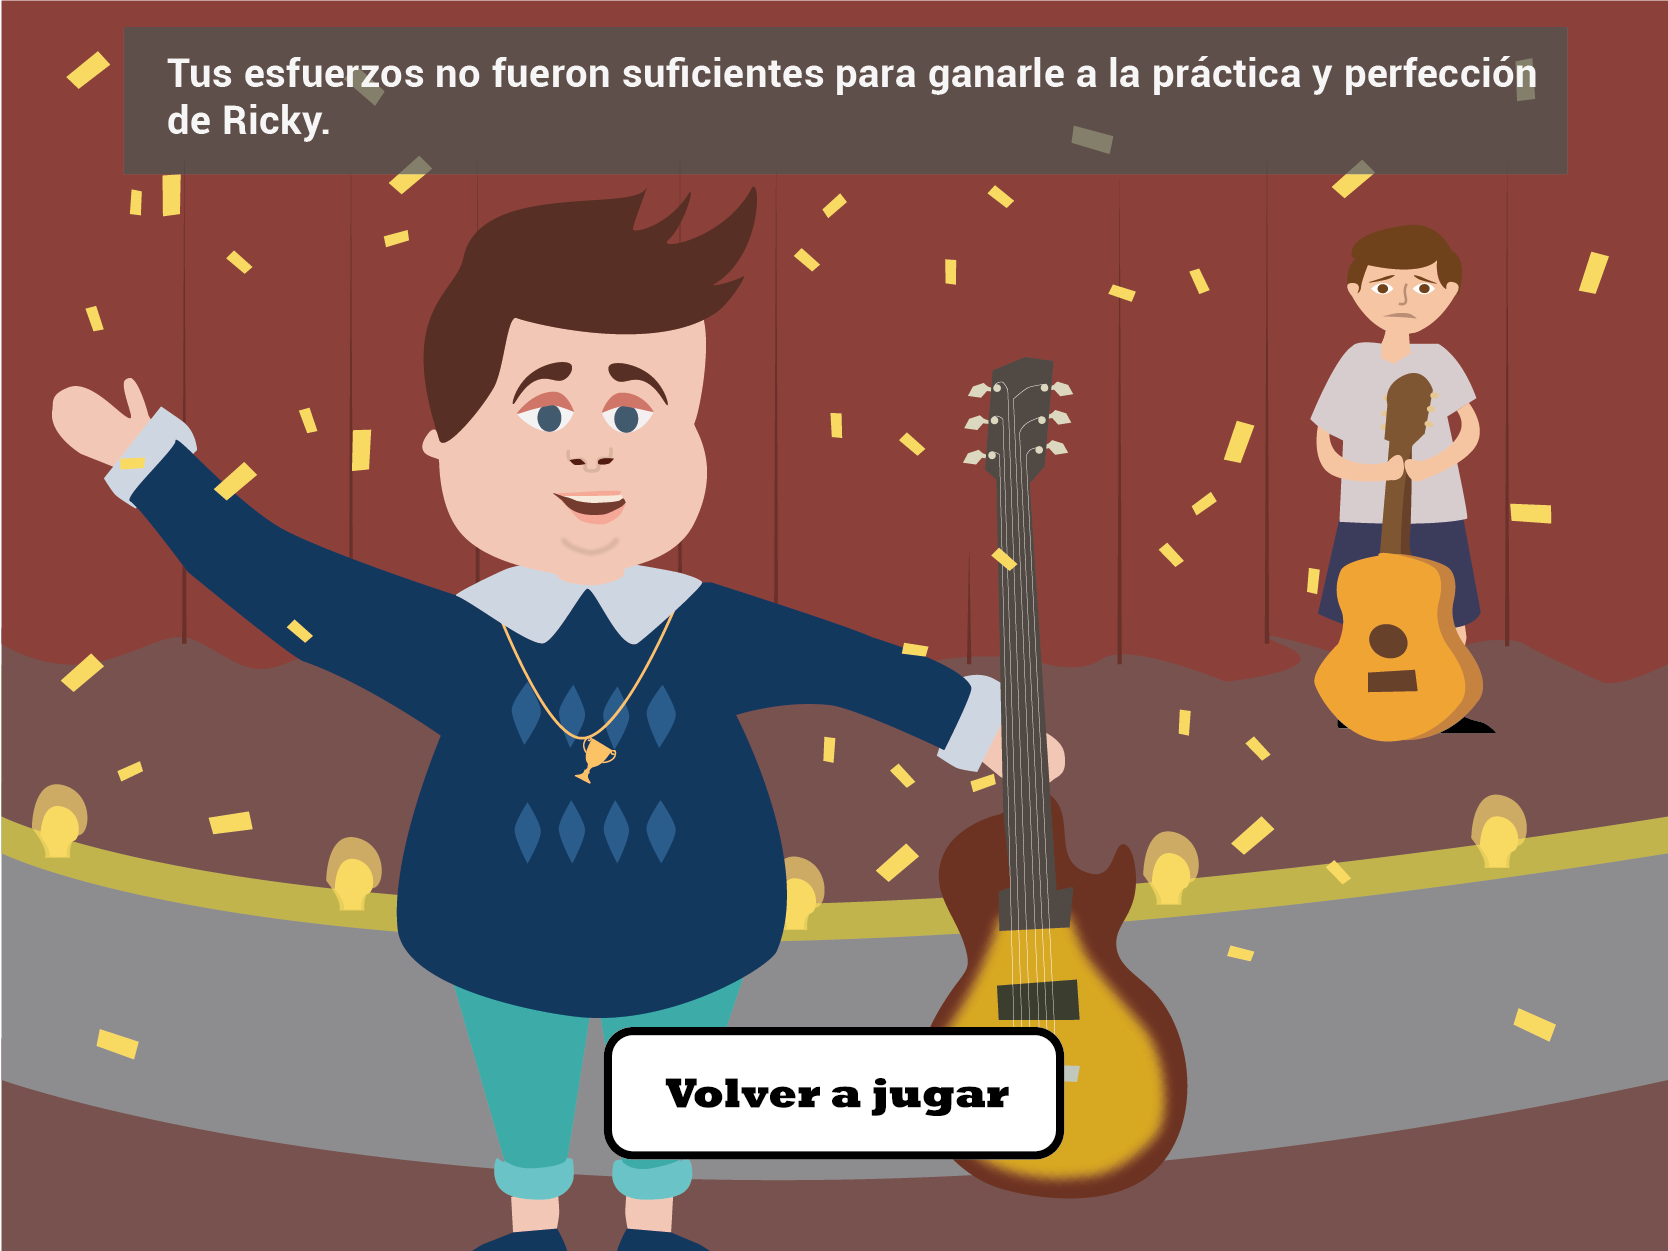 Tus esfuerzos no fueron suficientes para ganarle a la práctica y perfección
de Ricky.
Volver a jugar